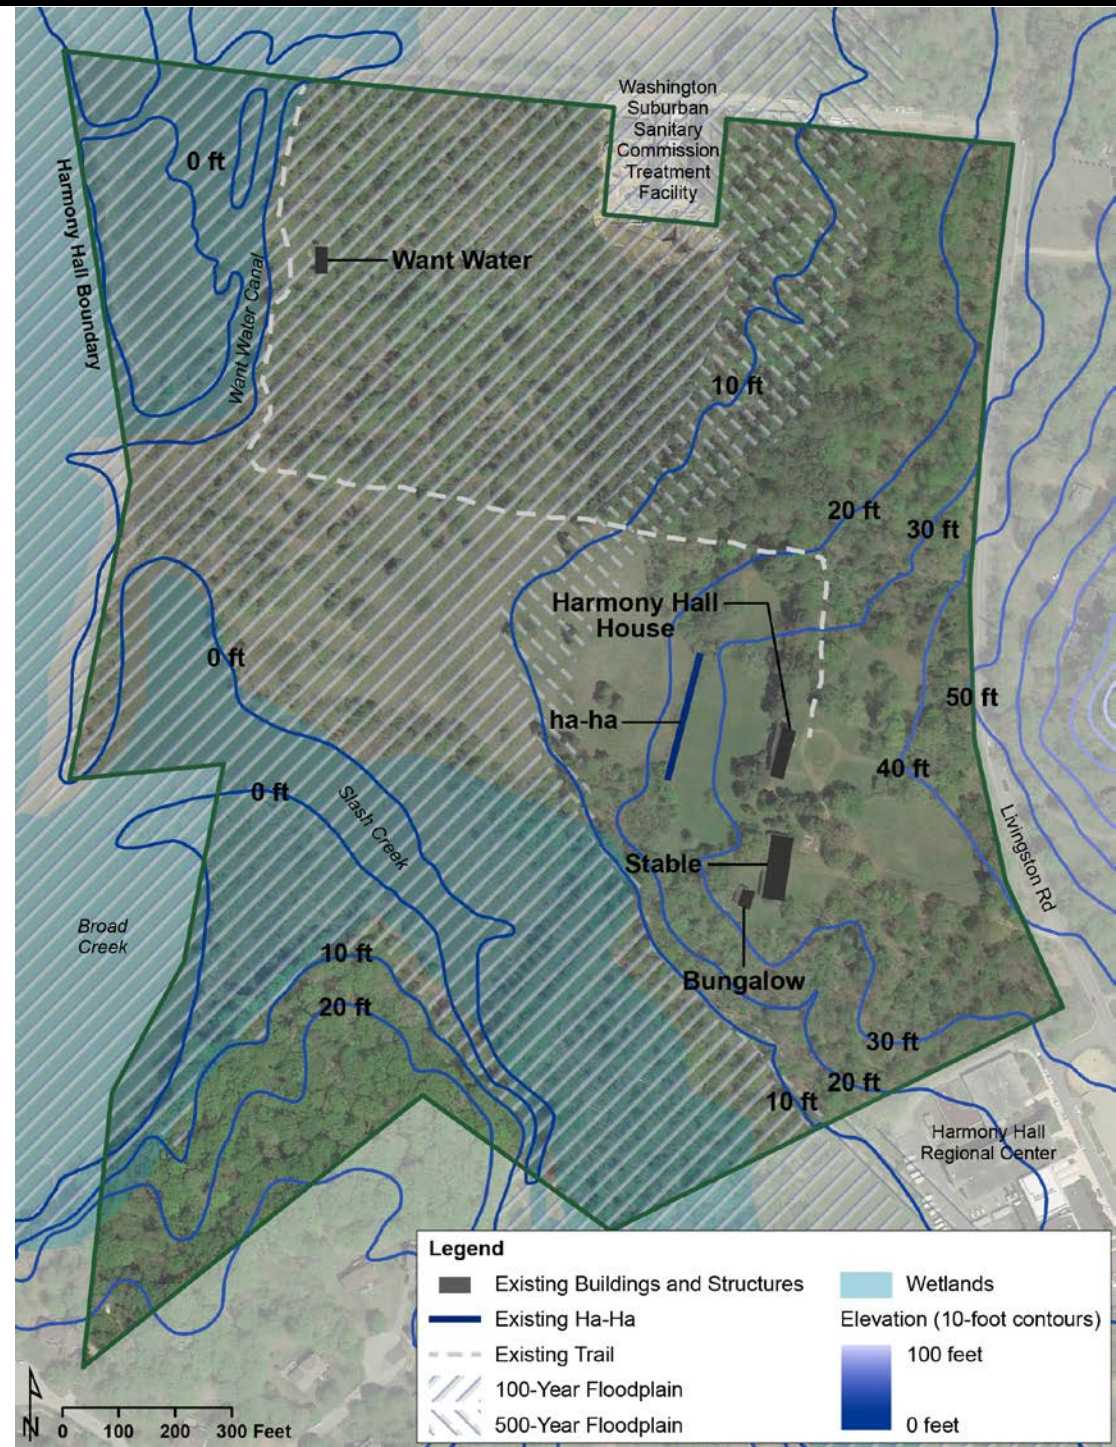 Washington
Suburban
Sanitary
Commission
Treatment
Facility
0 ft
Harmony Hall Boundary
Want Water Canal
Want Water
10 ft
20 ft
30 ft
Harmony Hall
House
0 ft
ha-ha
50 ft
40 ft
0 ft
Slash Creek
Livingston Rd
Stable
Broad
Creek
10 ft
Bungalow
20 ft
30 ft
20 ft
10 ft
Harmony Hall
Regional Center
Legend
Existing Buildings and Structures
Existing Ha-Ha
Existing Trail
100-Year Floodplain
500-Year Floodplain
Wetlands
Elevation (10-foot contours)
100 feet
0 feet
N
0 100 200 300 Feet